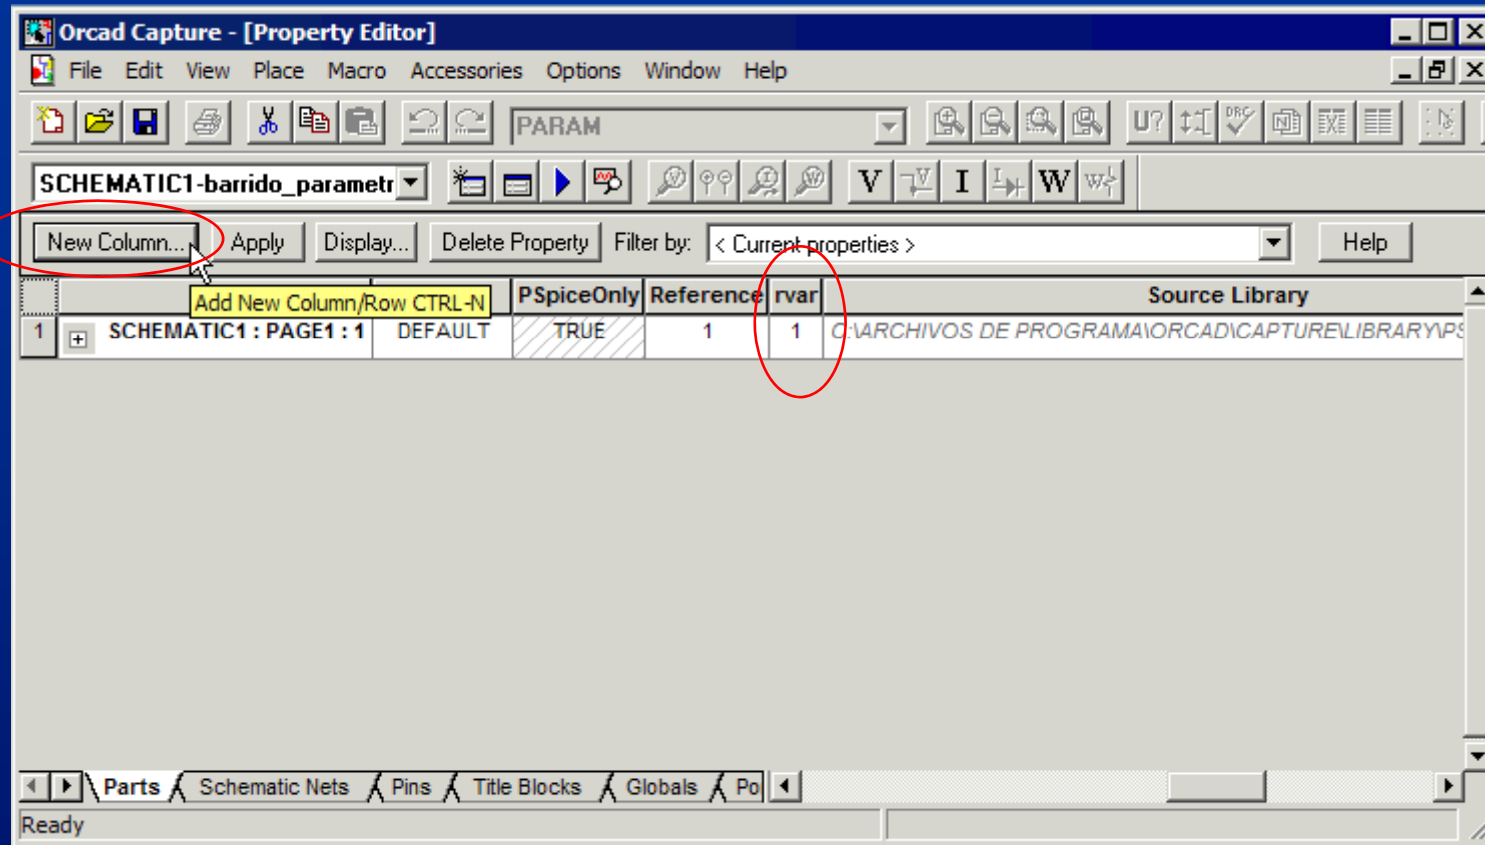 Orcad Capture - [Property Editor]
File Edit View Place Macro Accessories Options Window Help
PARAM
U? DRC
SCHEMATIC1-barrido_parametr
V V I I W W
New Column... Apply Display... Delete Property Filter by: < Current properties > Help
Add New Column/Row CTRL-N
PSpiceOnly Reference rvar Source Library
1 SCHEMATIC1 : PAGE1 : 1 DEFAULT TRUE 1 1 C:\ARCHIVOS DE PROGRAMA\ORCAD\CAPTURE\LIBRARY\PS
Parts Schematic Nets Pins Title Blocks Globals Po
Ready